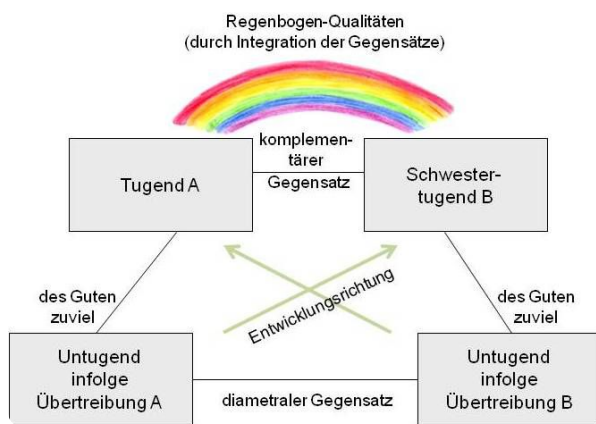 Regenbogen-Qualitäten
(durch Integration der Gegensätze)
komplemen-
tärer
Gegensatz
Tugend A
Schwester-
tugend B
Entwicklungsrichtung
des Guten
zuviel
des Guten
zuviel
Untugend
infolge
Übertreibung A
diametraler Gegensatz
Untugend
infolge
Übertreibung B